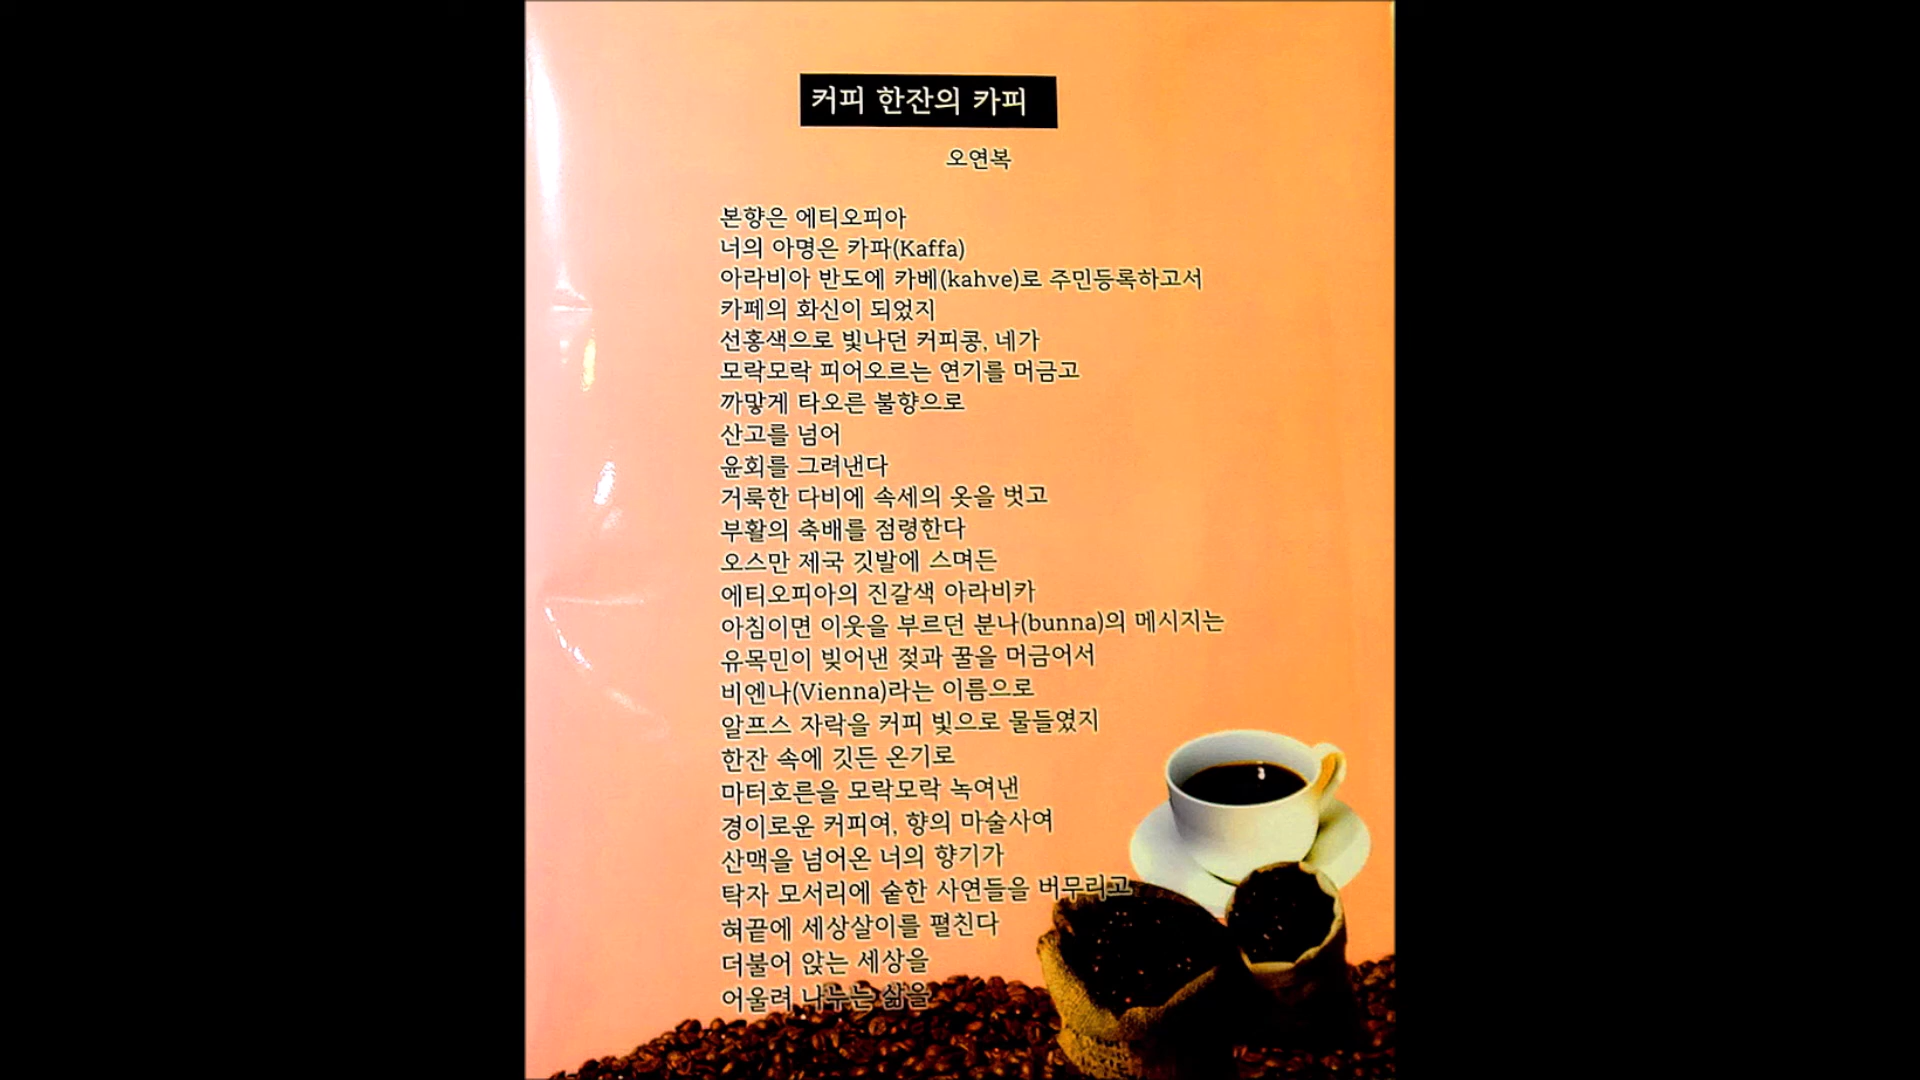 커피 한잔의 카피
오연복
본향은 에티오피아
너의 아명은 카파(Kaffa)
아라비아 반도에 카베(kahve)로 주민등록하고서
카페의 화신이 되었지
선홍색으로 빛나던 커피콩, 네가
모락모락 피어오르는 연기를 머금고
까맣게 타오른 불향으로
산고를 넘어
윤회를 그려낸다
거룩한 다비에 속세의 옷을 벗고
부활의 축배를 점령한다
오스만 제국 깃발에 스며든
에티오피아의 진갈색 아라비카
아침이면 이웃을 부르던 분나(bunna)의 메시지는
유목민이 빚어낸 젖과 꿀을 머금어서
비엔나(Vienna)라는 이름으로
알프스 자락을 커피 빛으로 물들였지
한잔 속에 깃든 온기로
마터호른을 모락모락 녹여낸
경이로운 커피여, 향의 마술사여
산맥을 넘어온 너의 향기가
탁자 모서리에 숱한 사연들을 버무리고
혀끝에 세상살이를 펼친다
더불어 앉는 세상을
어울려 나누는 삶을